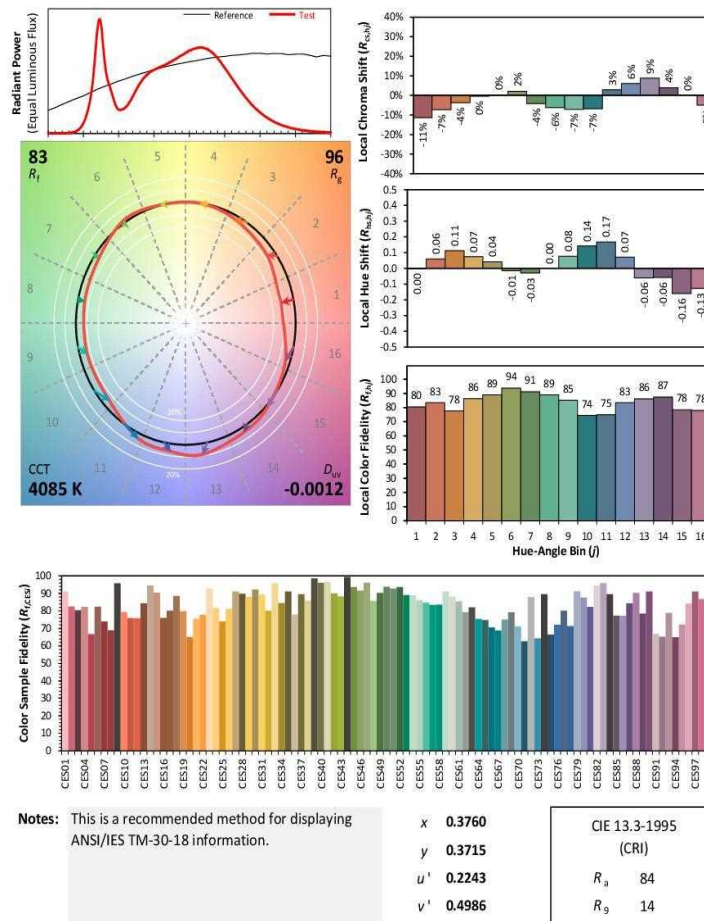 Reference Test
Radiant Power
(Equal Luminous Flux)
83
Rf
96
Rg
5 4
6 3
7 2
8 1
9 16
10 15
11 14
12 13
20%
20%
CCT
4085 K
Duv
-0.0012
Local Chroma Shift (Rcs,hj)
40%
30%
20%
10%
0%
-10%
-20%
-30%
-40%
-11% -7% -4% 0% 0% 2% -4% -6% -7% -7% 3% 6% 9% 4% 0%
Local Hue Shift (Rhs,hj)
0.5
0.4
0.3
0.2
0.1
0.0
-0.1
-0.2
-0.3
-0.4
-0.5
0.00 0.06 0.11 0.07 0.04 -0.01 -0.03 0.00 0.08 0.14 0.17 0.07 -0.06 -0.06 -0.16 -0.13
Local Color Fidelity (Rf,hj)
100
90
80
70
60
50
40
30
20
10
0
80 83 78 86 89 94 91 89 85 74 75 83 86 87 78 78
1 2 3 4 5 6 7 8 9 10 11 12 13 14 15 16
Hue-Angle Bin (j)
Color Sample Fidelity (Rf,CESi)
100
90
80
70
60
50
40
30
20
10
0
CES01 CES04 CES07 CES10 CES13 CES16 CES19 CES22 CES25 CES28 CES31 CES34 CES37 CES40 CES43 CES46 CES49 CES52 CES55 CES58 CES61 CES64 CES67 CES70 CES73 CES76 CES79 CES82 CES85 CES88 CES91 CES94 CES97
Notes: This is a recommended method for displaying
ANSI/IES TM-30-18 information.
x 0.3760
y 0.3715
u' 0.2243
v' 0.4986
CIE 13.3-1995
(CRI)
Ra 84
R9 14